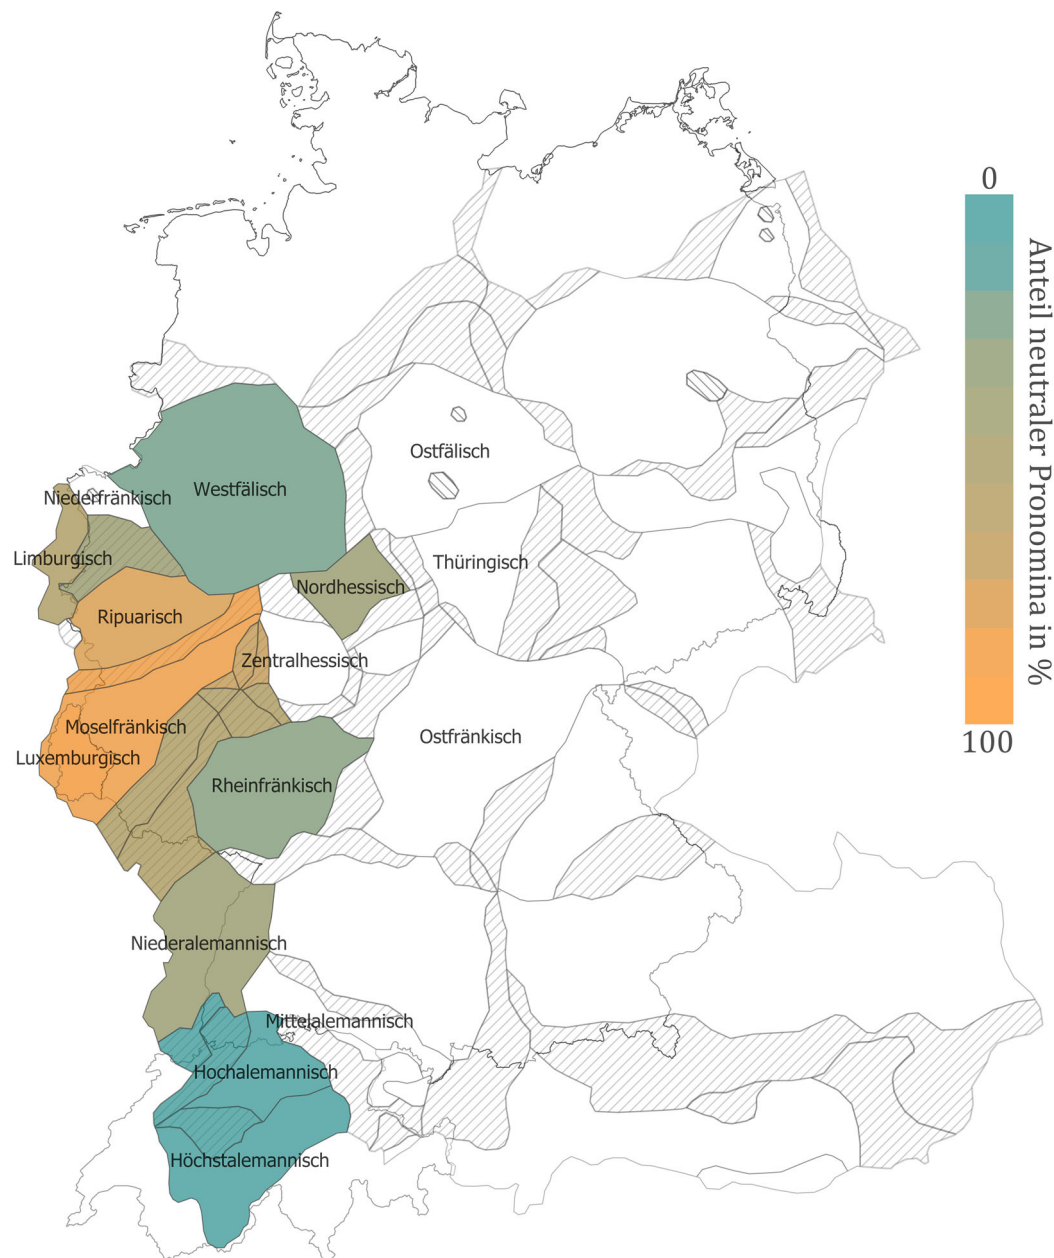 0
Anteil neutraler Pronomina in %
100
Ostfälisch
Westfälisch
Niederfränkisch
Limburgisch
Thüringisch
Nordhessisch
Ripuarisch
Zentralhessisch
Moselfränkisch
Ostfränkisch
Luxemburgisch
Rheinfränkisch
Niederalemannisch
Mittelalemannisch
Hochalemannisch
Höchstalemannisch